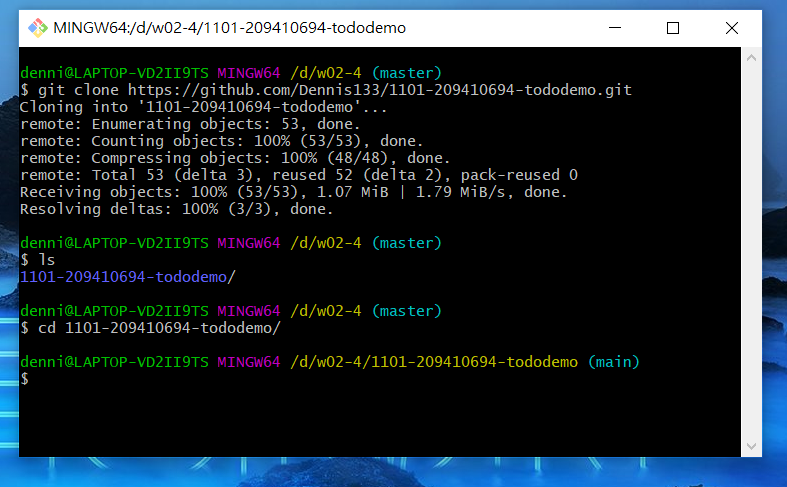 MINGW64:/d/w02-4/1101-209410694-tododemo
denni@LAPTOP-VD2II9TS MINGW64 /d/w02-4 (master)
$ git clone https://github.com/Dennis133/1101-209410694-tododemo.git
Cloning into '1101-209410694-tododemo'...
remote: Enumerating objects: 53, done.
remote: Counting objects: 100% (53/53), done.
remote: Compressing objects: 100% (48/48), done.
remote: Total 53 (delta 3), reused 52 (delta 2), pack-reused 0
Receiving objects: 100% (53/53), 1.07 MiB | 1.79 MiB/s, done.
Resolving deltas: 100% (3/3), done.
denni@LAPTOP-VD2II9TS MINGW64 /d/w02-4 (master)
$ ls
1101-209410694-tododemo/
denni@LAPTOP-VD2II9TS MINGW64 /d/w02-4 (master)
$ cd 1101-209410694-tododemo/
denni@LAPTOP-VD2II9TS MINGW64 /d/w02-4/1101-209410694-tododemo (main)
$